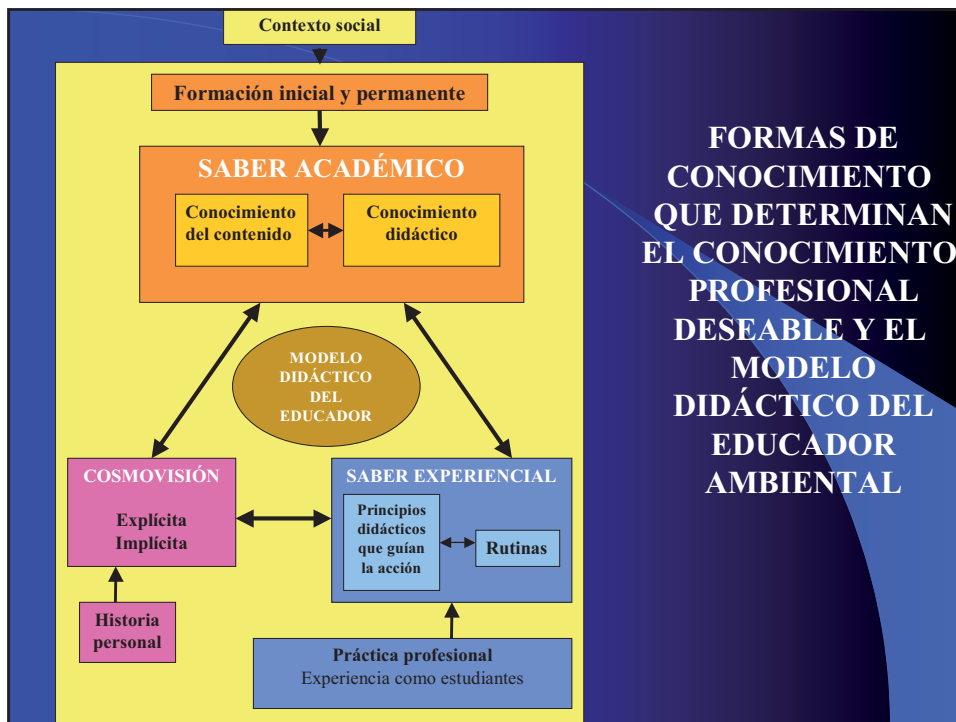 Contexto social
Formación inicial y permanente
SABER ACADÉMICO
Conocimiento
del contenido
Conocimiento
didáctico
MODELO
DIDÁCTICO
DEL
EDUCADOR
COSMOVISIÓN
Explícita
Implícita
SABER EXPERIENCIAL
Principios
didácticos
que guían
la acción
Rutinas
Historia
personal
Práctica profesional
Experiencia como estudiantes
FORMAS DE
CONOCIMIENTO
QUE DETERMINAN
EL CONOCIMIENTO
PROFESIONAL
DESEABLE Y EL
MODELO
DIDÁCTICO DEL
EDUCADOR
AMBIENTAL